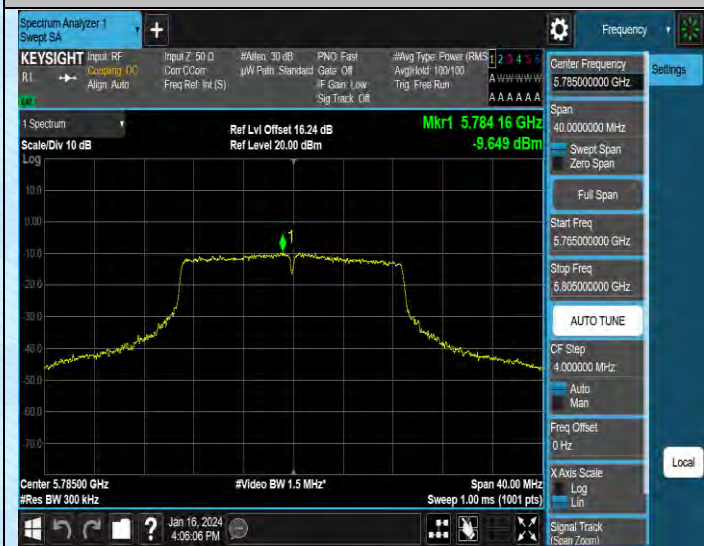 Spectrum Analyzer 1
Swept SA
+
Frequency
KEYSIGHT Input: RF Input Z: 50 Ω #Atten: 30 dB PNO: Fast #Avg Type: Power (RMS 1 2 3 4 5 6
RL Coupling: DC Corr CCorr µW Path: Standard Gate: Off Avg|Hold: 100/100 A W W W W W
Align: Auto Freq Ref: Int (S) IF Gain: Low Trig: Free Run
Sig Track: Off A A A A A A
Center Frequency
5.785000000 GHz
Settings
1 Spectrum
Ref Lvl Offset 16.24 dB Mkr1 5.784 16 GHz
Scale/Div 10 dB Ref Level 20.00 dBm -9.649 dBm
Span
40.0000000 MHz
Swept Span
Zero Span
Full Span
Start Freq
5.765000000 GHz
Stop Freq
5.805000000 GHz
AUTO TUNE
CF Step
4.000000 MHz
Auto
Man
Freq Offset
0 Hz
X Axis Scale
Log
Lin
Signal Track
(Span Zoom)
Local
Log
10.0
0.00
-10.0
-20.0
-30.0
-40.0
-50.0
-60.0
-70.0
1
Center 5.78500 GHz #Video BW 1.5 MHz* Span 40.00 MHz
#Res BW 300 kHz Sweep 1.00 ms (1001 pts)
? Jan 16, 2024
4:06:06 PM